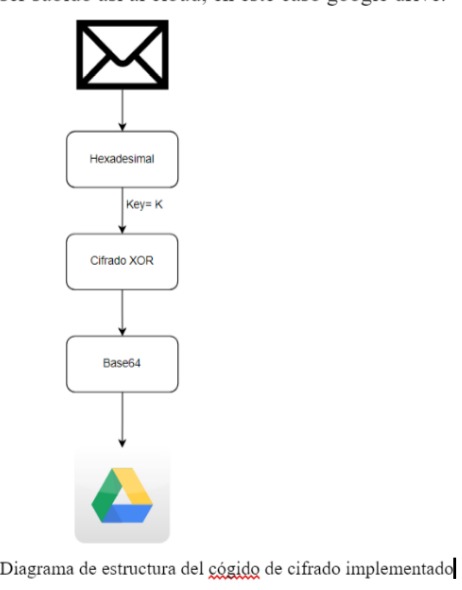 ser subido así al cloud, en este caso google drive.
Hexadesimal
Key= K
Cifrado XOR
Base64
Diagrama de estructura del cógido de cifrado implementado